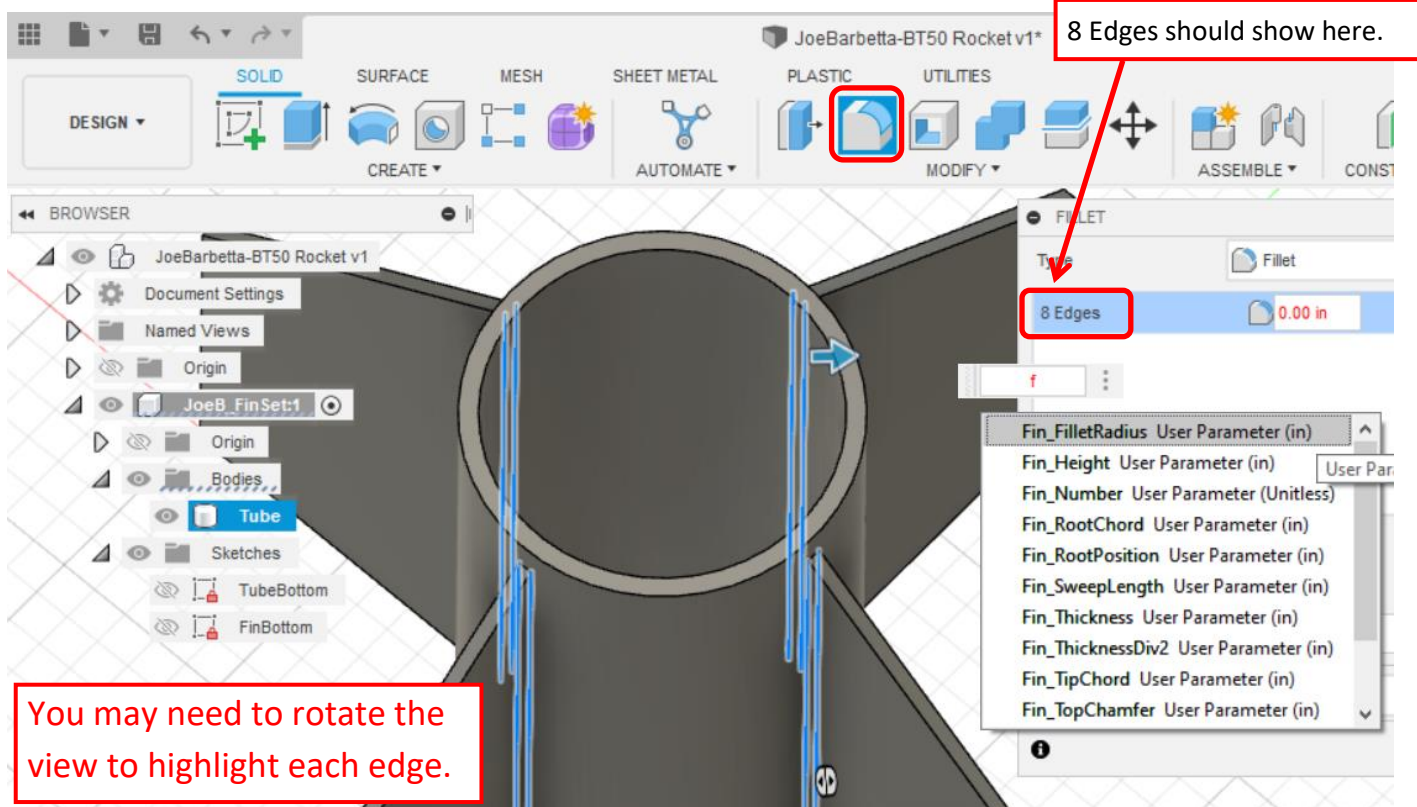 8 Edges should show here.
JoeBarbetta-BT50 Rocket v1*
SOLID SURFACE MESH SHEET METAL PLASTIC UTILITIES
DESIGN
CREATE AUTOMATE MODIFY ASSEMBLE CONST
BROWSER
JoeBarbetta-BT50 Rocket v1
Document Settings
Named Views
Origin
JoeB_FinSet:1
Origin
Bodies
Tube
Sketches
TubeBottom
FinBottom
FILLET
Type Fillet
8 Edges 0.00 in
f
Fin_FilletRadius User Parameter (in)
Fin_Height User Parameter (in)
User Par
Fin_Number User Parameter (Unitless)
Fin_RootChord User Parameter (in)
Fin_RootPosition User Parameter (in)
Fin_SweepLength User Parameter (in)
Fin_Thickness User Parameter (in)
Fin_ThicknessDiv2 User Parameter (in)
Fin_TipChord User Parameter (in)
Fin_TopChamfer User Parameter (in)
You may need to rotate the
view to highlight each edge.